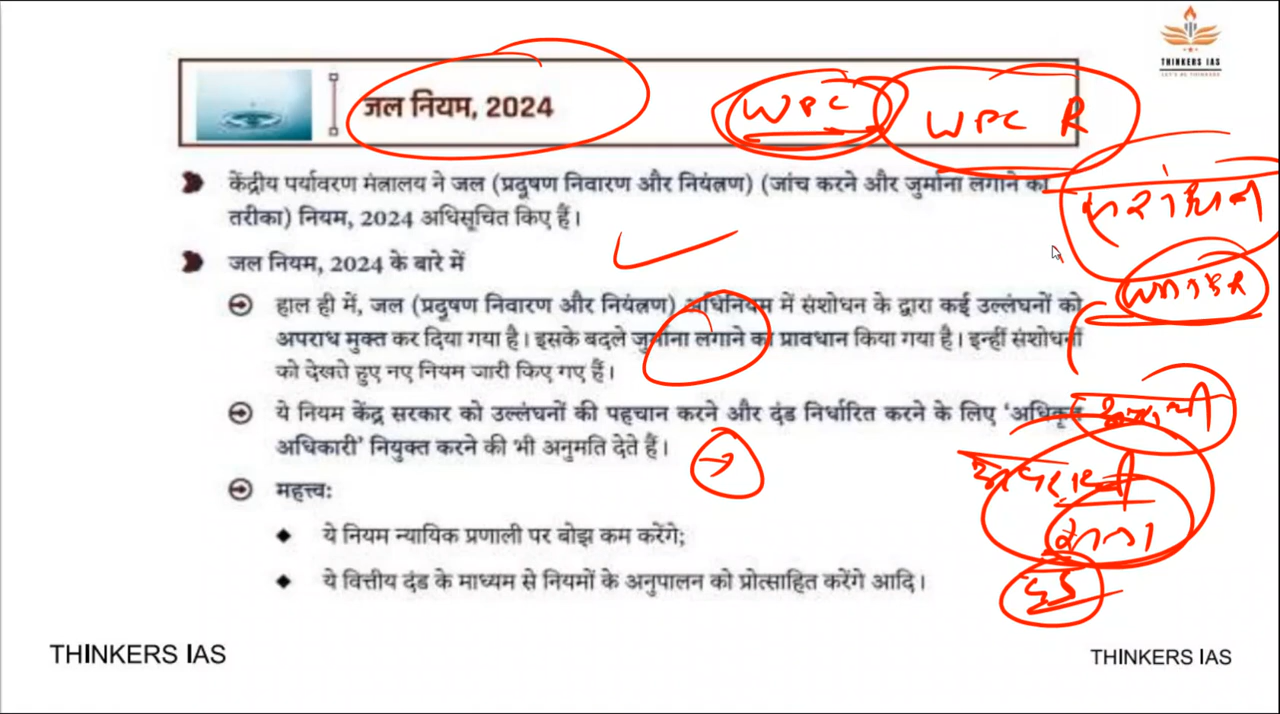 THINKERS IAS
LET'S BE THINKERS
जल नियम, 2024
WPC
WPC R
केंद्रीय पर्यावरण मंत्रालय ने जल (प्रदूषण निवारण और नियंत्रण) (जांच करने और जुर्माना लगाने का
तरीका) नियम, 2024 अधिसूचित किए हैं।
जल नियम, 2024 के बारे में
हाल ही में, जल (प्रदूषण निवारण और नियंत्रण) अधिनियम में संशोधन के द्वारा कई उल्लंघनों को
अपराध मुक्त कर दिया गया है। इसके बदले जुर्माना लगाने का प्रावधान किया गया है। इन्हीं संशोधनों
को देखते हुए नए नियम जारी किए गए हैं।
ये नियम केंद्र सरकार को उल्लंघनों की पहचान करने और दंड निर्धारित करने के लिए 'अधिकृत
अधिकारी' नियुक्त करने की भी अनुमति देते हैं।
महत्त्व:
ये नियम न्यायिक प्रणाली पर बोझ कम करेंगे;
ये वित्तीय दंड के माध्यम से नियमों के अनुपालन को प्रोत्साहित करेंगे आदि।
THINKERS IAS
THINKERS IAS